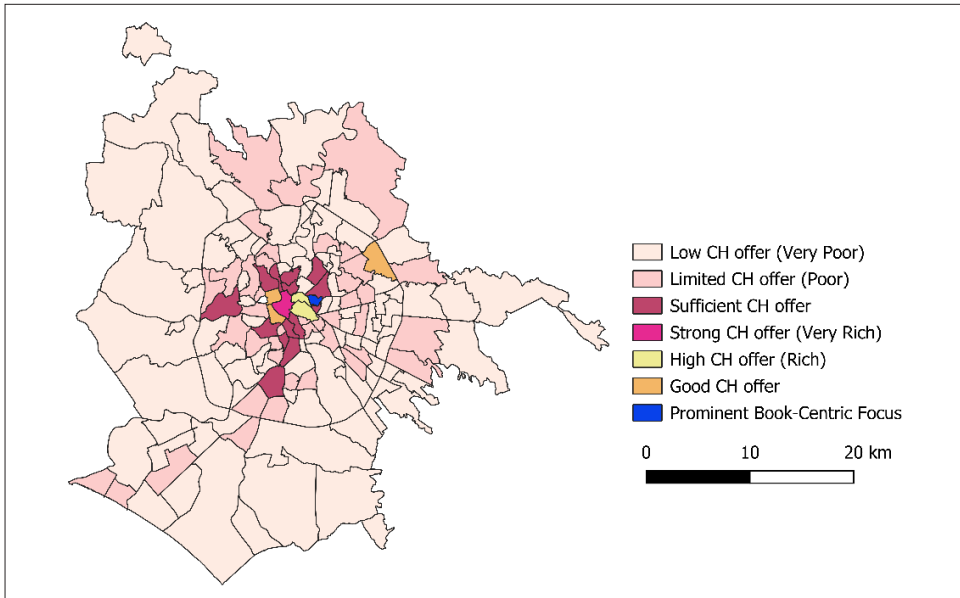 Low CH offer (Very Poor)
Limited CH offer (Poor)
Sufficient CH offer
Strong CH offer (Very Rich)
High CH offer (Rich)
Good CH offer
Prominent Book-Centric Focus
0 10 20 km